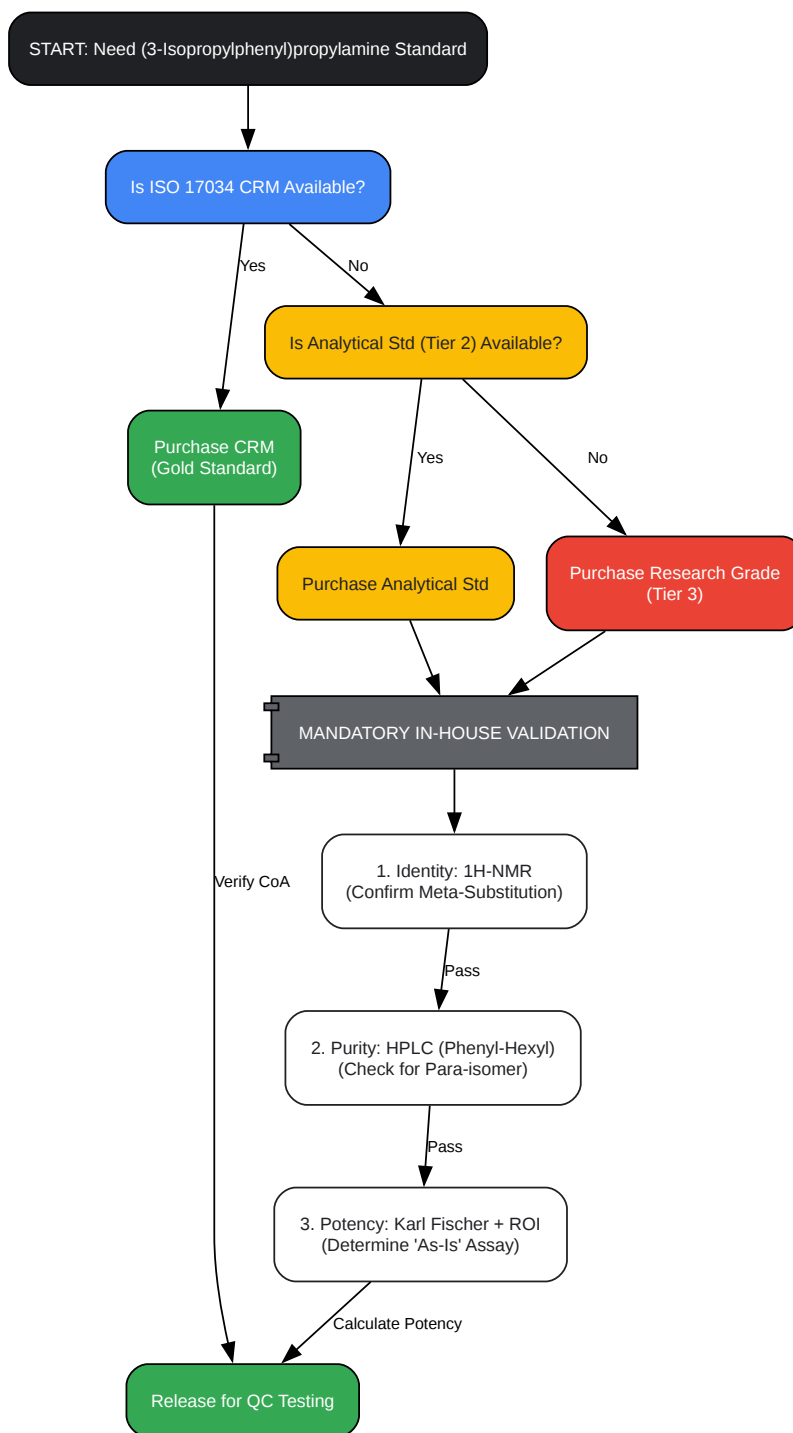 START: Need (3-Isopropylphenyl)propylamine Standard
Is ISO 17034 CRM Available?
Yes
No
Is Analytical Std (Tier 2) Available?
Purchase CRM
(Gold Standard)
Yes
No
Purchase Analytical Std
Purchase Research Grade
(Tier 3)
MANDATORY IN-HOUSE VALIDATION
1. Identity: 1H-NMR
(Confirm Meta-Substitution)
Verify CoA
Pass
2. Purity: HPLC (Phenyl-Hexyl)
(Check for Para-isomer)
Pass
3. Potency: Karl Fischer + ROI
(Determine 'As-Is' Assay)
Calculate Potency
Release for QC Testing